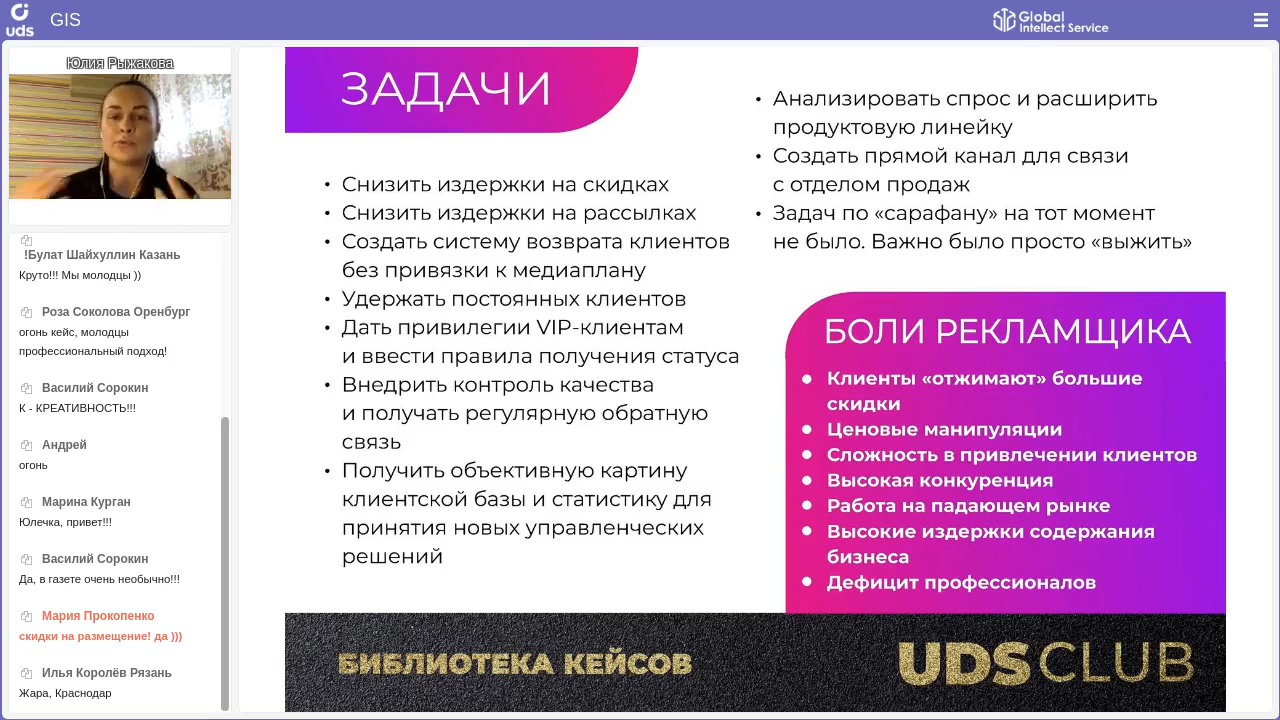 uds
GIS
Global
Intellect Service
Юлия Рыжакова
!Булат Шайхуллин Казань
Круто!!! Мы молодцы ))
Роза Соколова Оренбург
огонь кейс, молодцы
профессиональный подход!
Василий Сорокин
К - КРЕАТИВНОСТЬ!!!
Андрей
огонь
Марина Курган
Юлечка, привет!!!
Василий Сорокин
Да, в газете очень необычно!!!
Мария Прокопенко
скидки на размещение! да )))
Илья Королёв Рязань
Жара, Краснодар
ЗАДАЧИ
• Снизить издержки на скидках
• Снизить издержки на рассылках
• Создать систему возврата клиентов
без привязки к медиаплану
• Удержать постоянных клиентов
• Дать привилегии VIP-клиентам
и ввести правила получения статуса
• Внедрить контроль качества
и получать регулярную обратную
связь
• Получить объективную картину
клиентской базы и статистику для
принятия новых управленческих
решений
• Анализировать спрос и расширить
продуктовую линейку
• Создать прямой канал для связи
с отделом продаж
• Задач по «сарафану» на тот момент
не было. Важно было просто «выжить»
БОЛИ РЕКЛАМЩИКА
● Клиенты «отжимают» большие
скидки
● Ценовые манипуляции
● Сложность в привлечении клиентов
● Высокая конкуренция
● Работа на падающем рынке
● Высокие издержки содержания
бизнеса
● Дефицит профессионалов
БИБЛИОТЕКА КЕЙСОВ
UDS CLUB